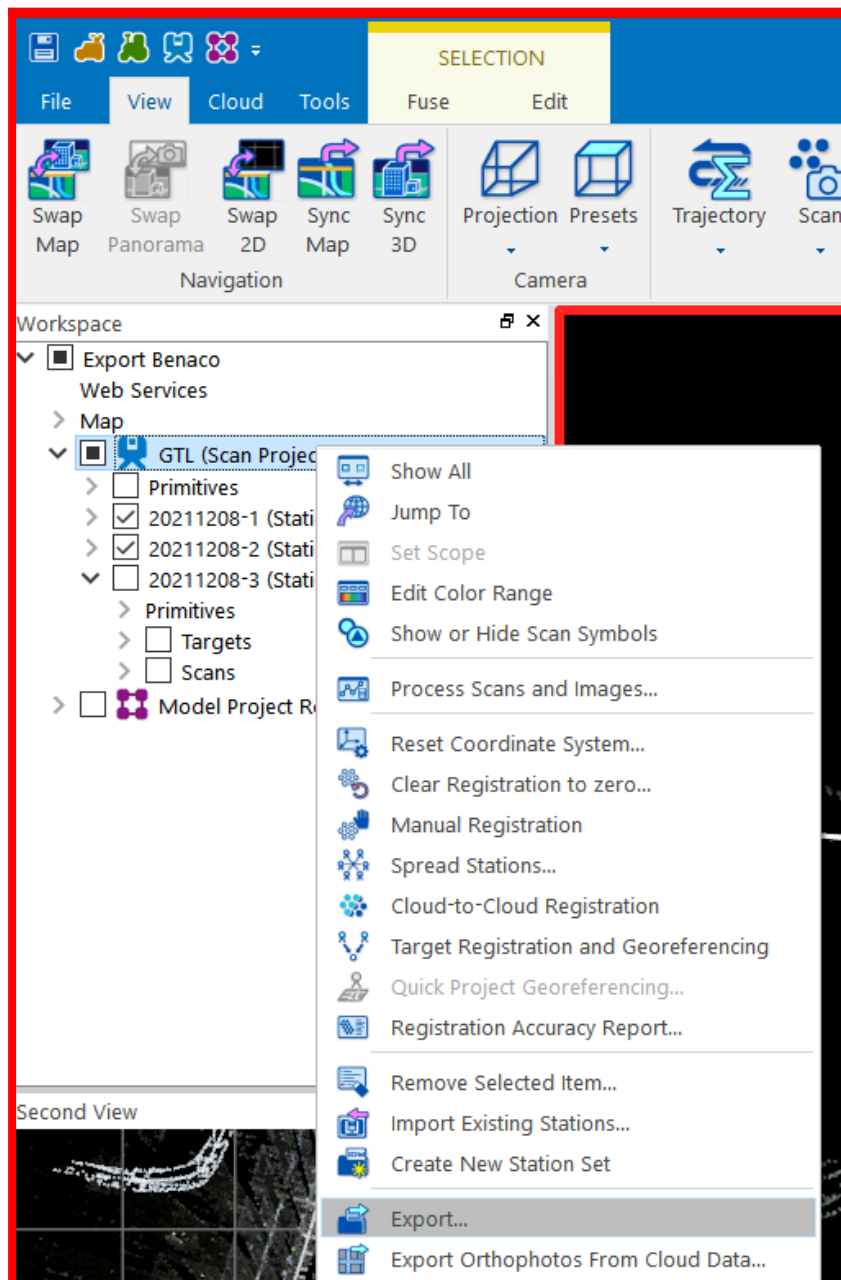 SELECTION
File View Cloud Tools Fuse Edit
Swap Map
Swap Panorama
Swap 2D
Sync Map
Sync 3D
Projection
Presets
Trajectory
Scan
Navigation
Camera
Workspace
Export Benaco
Web Services
Map
GTL (Scan Projec
Primitives
20211208-1 (Stati
20211208-2 (Stati
20211208-3 (Stati
Primitives
Targets
Scans
Model Project R
Show All
Jump To
Set Scope
Edit Color Range
Show or Hide Scan Symbols
Process Scans and Images...
Reset Coordinate System...
Clear Registration to zero...
Manual Registration
Spread Stations...
Cloud-to-Cloud Registration
Target Registration and Georeferencing
Quick Project Georeferencing...
Registration Accuracy Report...
Remove Selected Item...
Import Existing Stations...
Create New Station Set
Export...
Export Orthophotos From Cloud Data...
Second View